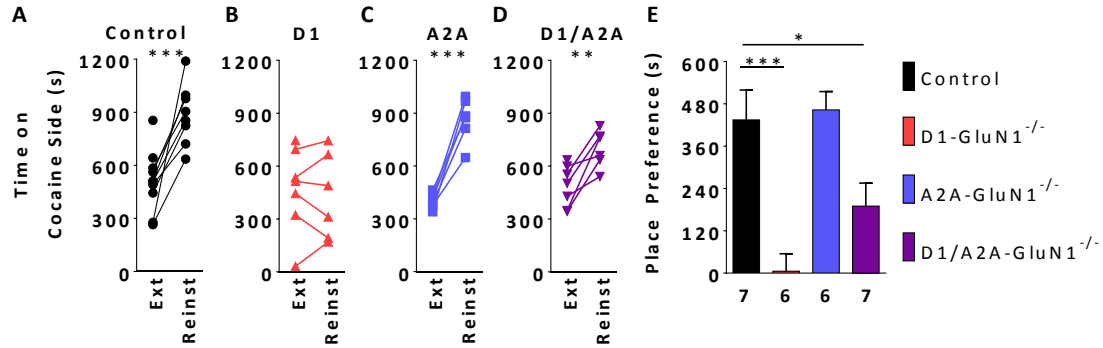 A
B
C
D
E
Control
D1
A2A
D1/A2A
***
***
**
Time on
Cocaine Side (s)
1200
900
600
300
0
Ext
Reinst
1200
900
600
300
0
Ext
Reinst
1200
900
600
300
0
Ext
Reinst
1200
900
600
300
0
Ext
Reinst
Place Preference (s)
600
480
360
240
120
0
*
***
7 6 6 7
Control
D1-GluN1-/-
A2A-GluN1-/-
D1/A2A-GluN1-/-